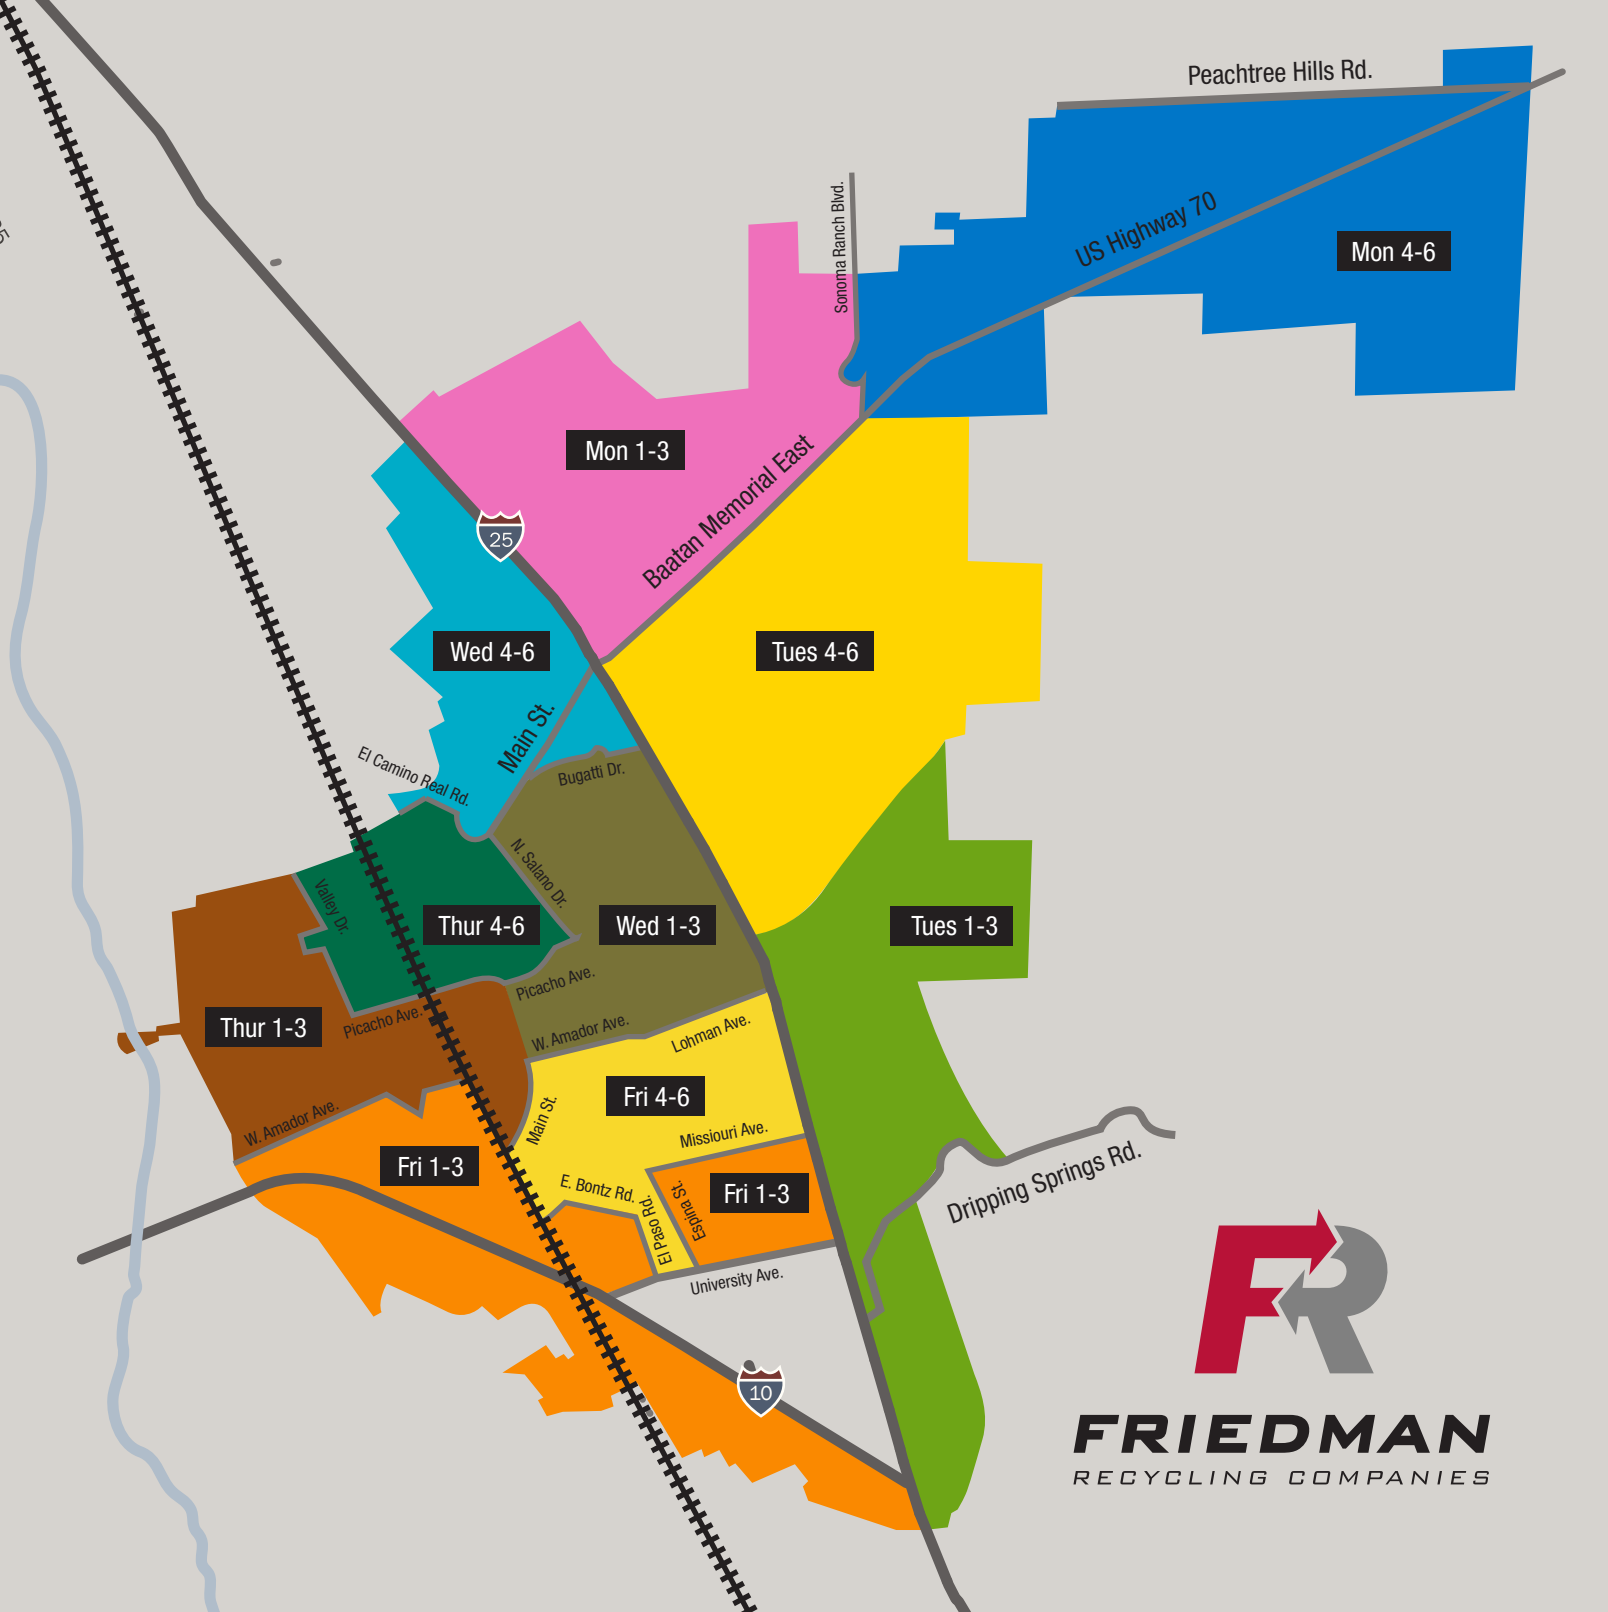 Peachtree Hills Rd.
Sonoma Ranch Blvd.
US Highway 70
Mon 4-6
Mon 1-3
Baatan Memorial East
25
Wed 4-6
Tues 4-6
Main St.
El Camino Real Rd.
Bugatti Dr.
N. Salano Dr.
Valley Dr.
Thur 4-6
Wed 1-3
Tues 1-3
Picacho Ave.
Thur 1-3
Picacho Ave.
W. Amador Ave.
Lohman Ave.
Fri 4-6
W. Amador Ave.
Main St.
Missiouri Ave.
Fri 1-3
E. Bontz Rd.
El Paso Rd.
Espina St.
Fri 1-3
Dripping Springs Rd.
University Ave.
10
FR
FRIEDMAN
RECYCLING COMPANIES